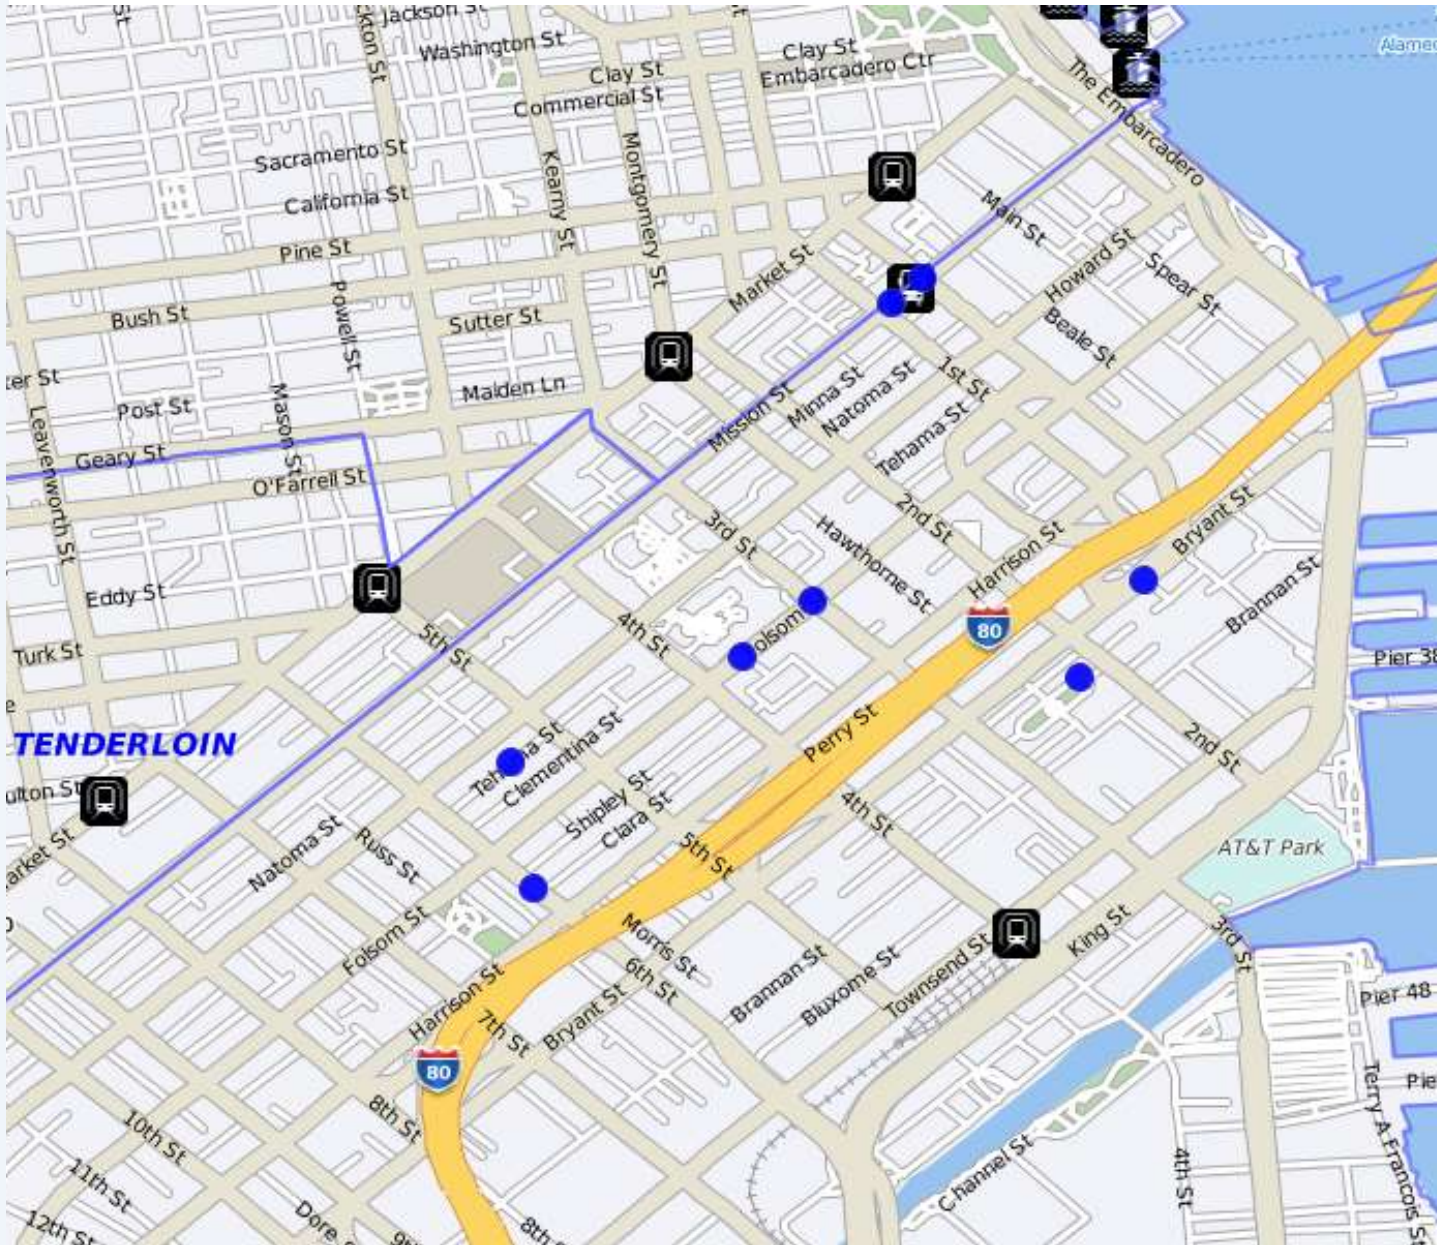 Jackson St
Washington St
Clay St
Clay St
Embarcadero Ctr
Commercial St
The Embarcadero
Sacramento St
Kearny St
Montgomery St
California St
Main St
Pine St
Market St
Howard St
Spear St
Powell St
Bush St
Sutter St
Beale St
1st St
Minna St
Natoma St
Maiden Ln
Post St
Mason St
Leavenworth St
Mission St
Tehama St
Geary St
O'Farrell St
2nd St
3rd St
Hawthorne St
Harrison St
Bryant St
Brannan St
Eddy St
80
Turk St
5th St
4th St
Pier 38
TENDERLOIN
Clementina St
Perry St
2nd St
Shipley St
Clara St
4th St
5th St
AT&T Park
Natoma St
Russ St
Folsom St
Morris St
6th St
Brannan St
Bluxome St
Townsend St
King St
3rd St
Pier 48
Harrison St
7th St
Bryant St
80
8th St
10th St
11th St
12th St
Channel St
4th St
Terry A Francois St
8th St